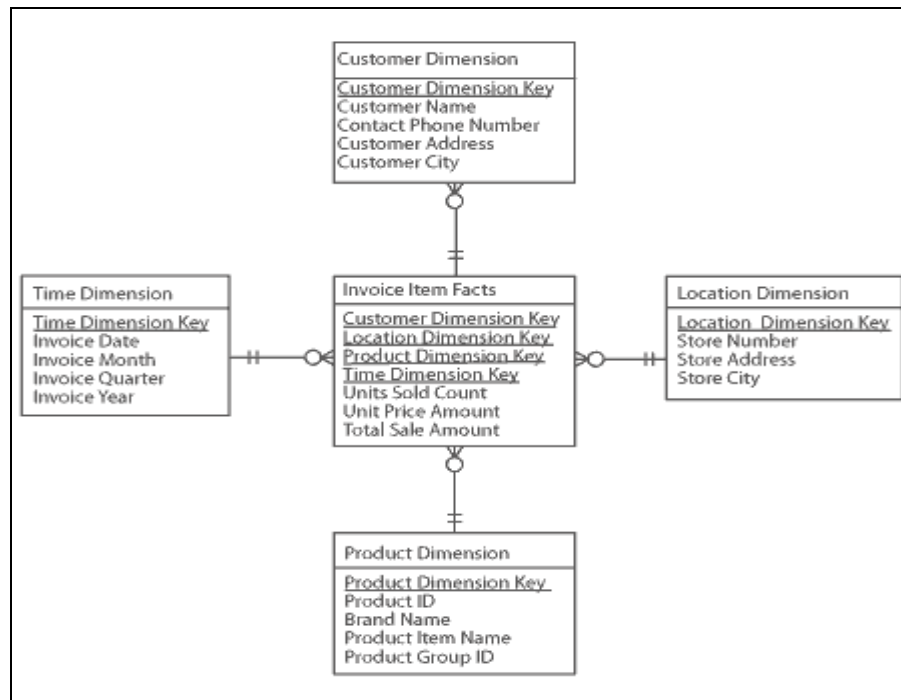 Customer Dimension
Customer Dimension Key
Customer Name
Contact Phone Number
Customer Address
Customer City
Time Dimension
Time Dimension Key
Invoice Date
Invoice Month
Invoice Quarter
Invoice Year
Invoice Item Facts
Customer Dimension Key
Location Dimension Key
Product Dimension Key
Time Dimension Key
Units Sold Count
Unit Price Amount
Total Sale Amount
Location Dimension
Location Dimension Key
Store Number
Store Address
Store City
Product Dimension
Product Dimension Key
Product ID
Brand Name
Product Item Name
Product Group ID